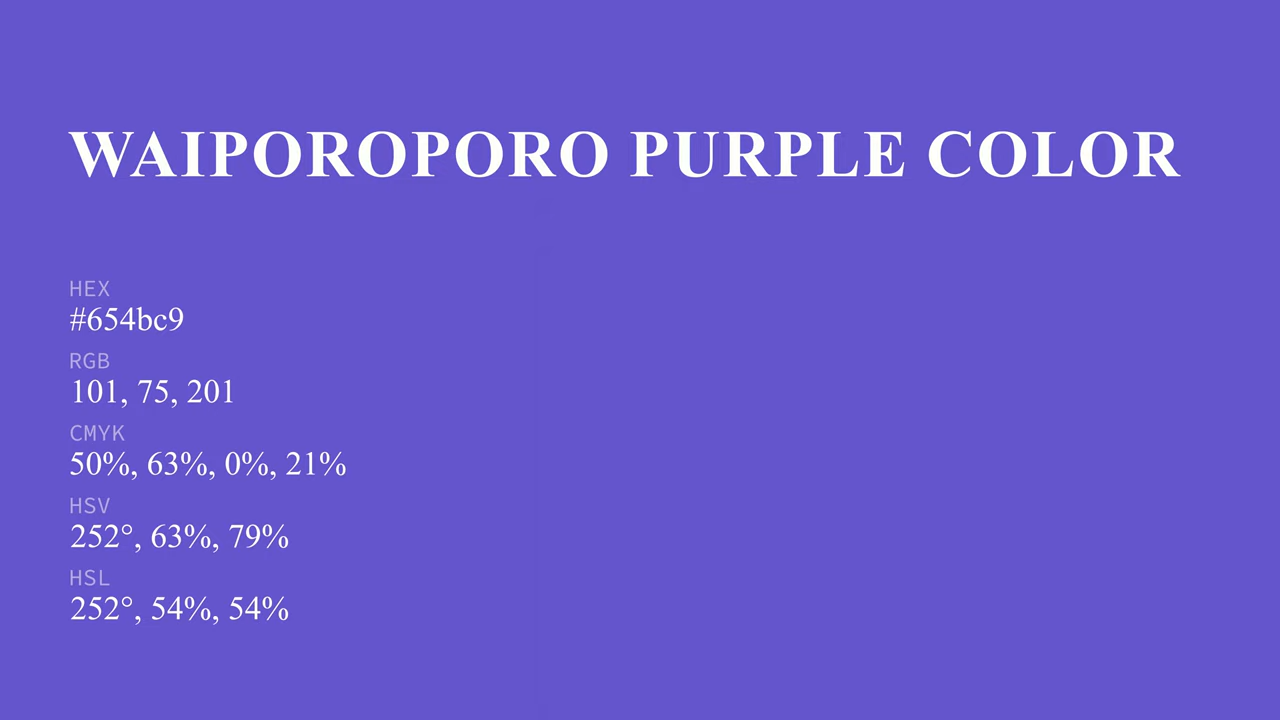 WAIPOROPORO PURPLE COLOR
HEX
#654bc9
RGB
101, 75, 201
CMYK
50%, 63%, 0%, 21%
HSV
252°, 63%, 79%
HSL
252°, 54%, 54%